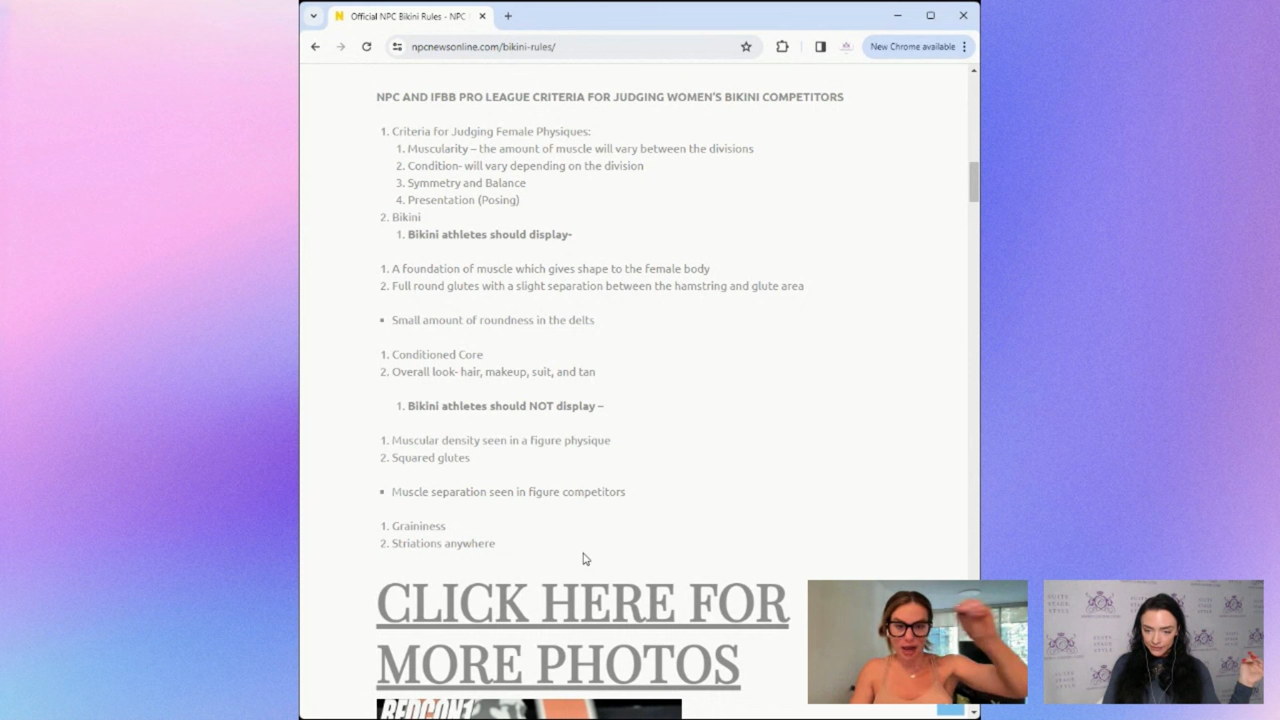 Official NPC Bikini Rules - NPC
npcnewsonline.com/bikini-rules/
New Chrome available
NPC AND IFBB PRO LEAGUE CRITERIA FOR JUDGING WOMEN'S BIKINI COMPETITORS
1. Criteria for Judging Female Physiques:
1. Muscularity – the amount of muscle will vary between the divisions
2. Condition- will vary depending on the division
3. Symmetry and Balance
4. Presentation (Posing)
2. Bikini
1. Bikini athletes should display-
1. A foundation of muscle which gives shape to the female body
2. Full round glutes with a slight separation between the hamstring and glute area
▪ Small amount of roundness in the delts
1. Conditioned Core
2. Overall look- hair, makeup, suit, and tan
1. Bikini athletes should NOT display –
1. Muscular density seen in a figure physique
2. Squared glutes
▪ Muscle separation seen in figure competitors
1. Graininess
2. Striations anywhere
CLICK HERE FOR
MORE PHOTOS
REDCON1